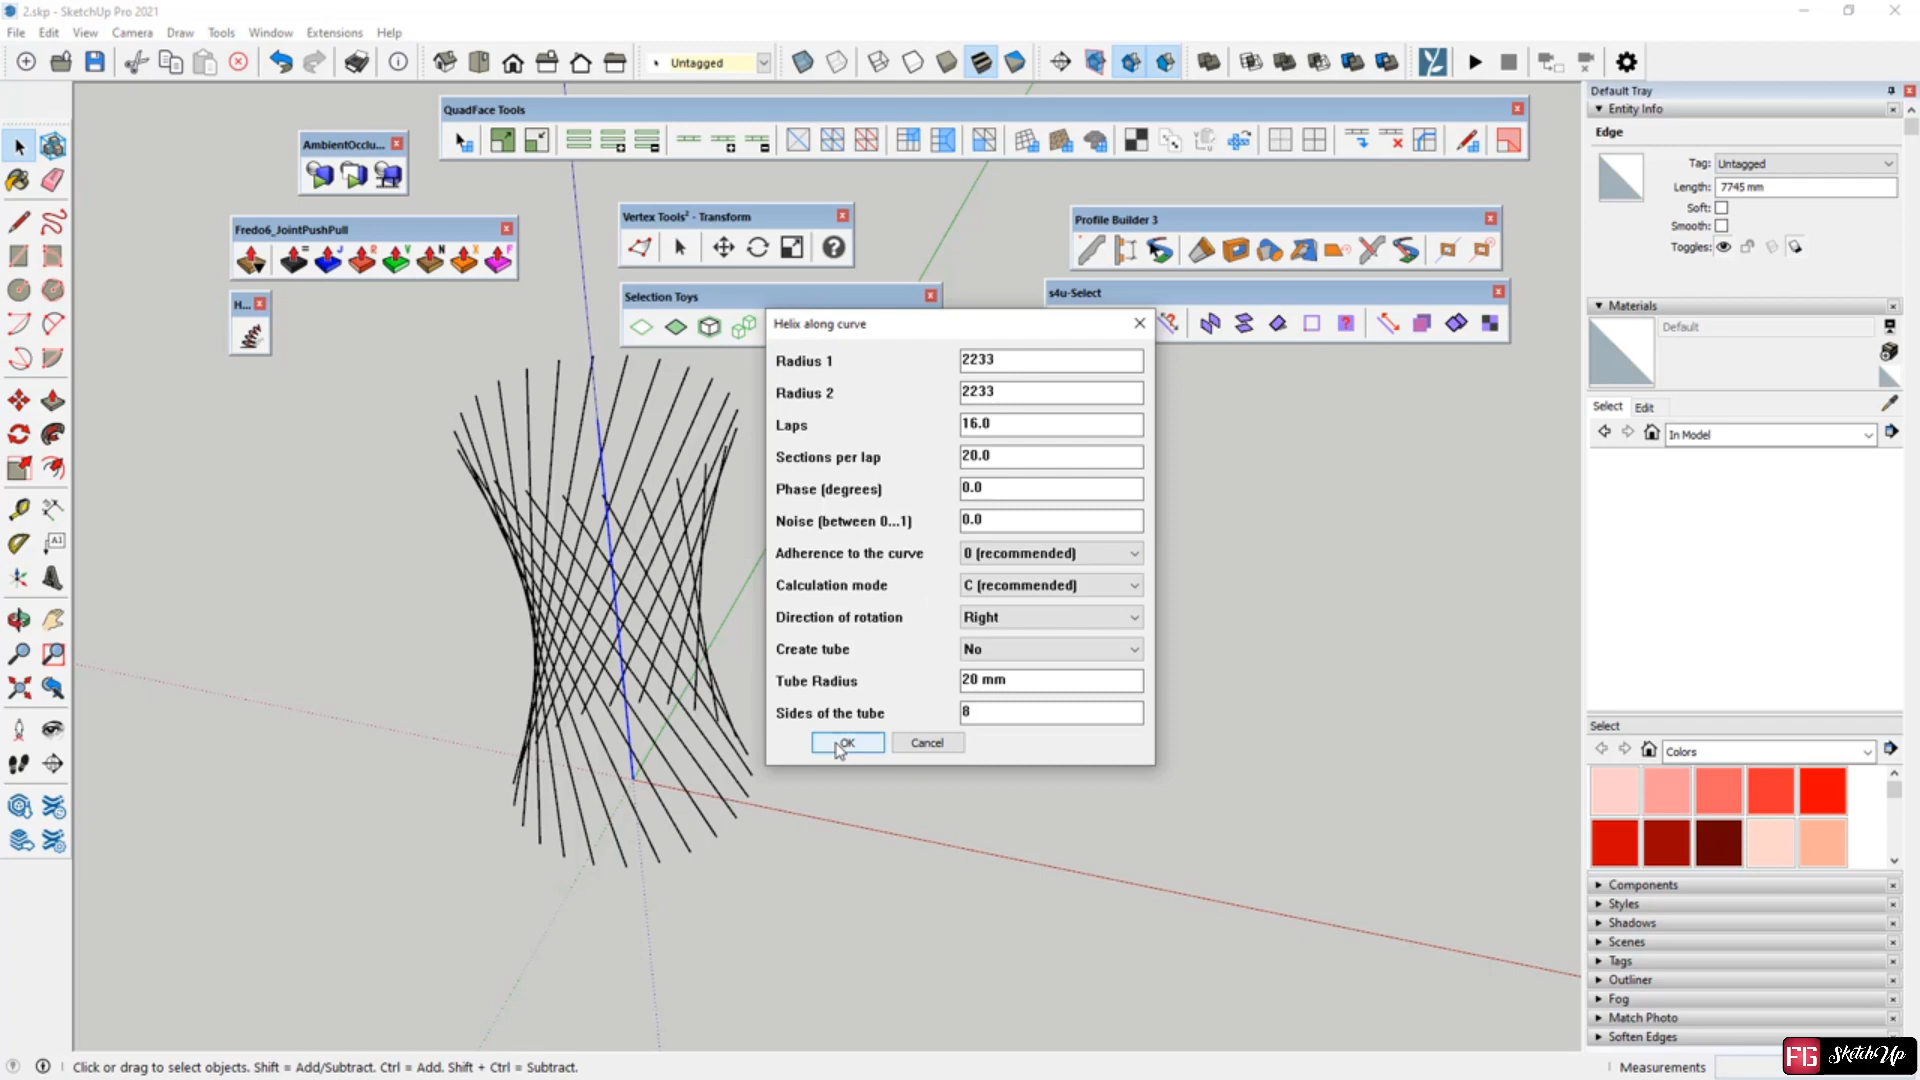 2.skp - SketchUp Pro 2021
File Edit View Camera Draw Tools Window Extensions Help
Untagged
QuadFace Tools
AmbientOcclu...
Fredo6_JointPushPull
= J R V N X F
Vertex Tools² - Transform
Profile Builder 3
H...
Selection Toys
s4u-Select
Helix along curve
Radius 1 2233
Radius 2 2233
Laps 16.0
Sections per lap 20.0
Phase (degrees) 0.0
Noise (between 0...1) 0.0
Adherence to the curve 0 (recommended)
Calculation mode C (recommended)
Direction of rotation Right
Create tube No
Tube Radius 20 mm
Sides of the tube 8
OK Cancel
Default Tray
Entity Info
Edge
Tag: Untagged
Length: 7745 mm
Soft:
Smooth:
Toggles:
Materials
Default
Select Edit
In Model
Select
Colors
Components
Styles
Shadows
Scenes
Tags
Outliner
Fog
Match Photo
Soften Edges
Click or drag to select objects. Shift = Add/Subtract. Ctrl = Add. Shift + Ctrl = Subtract.
Measurements
FG SketchUp